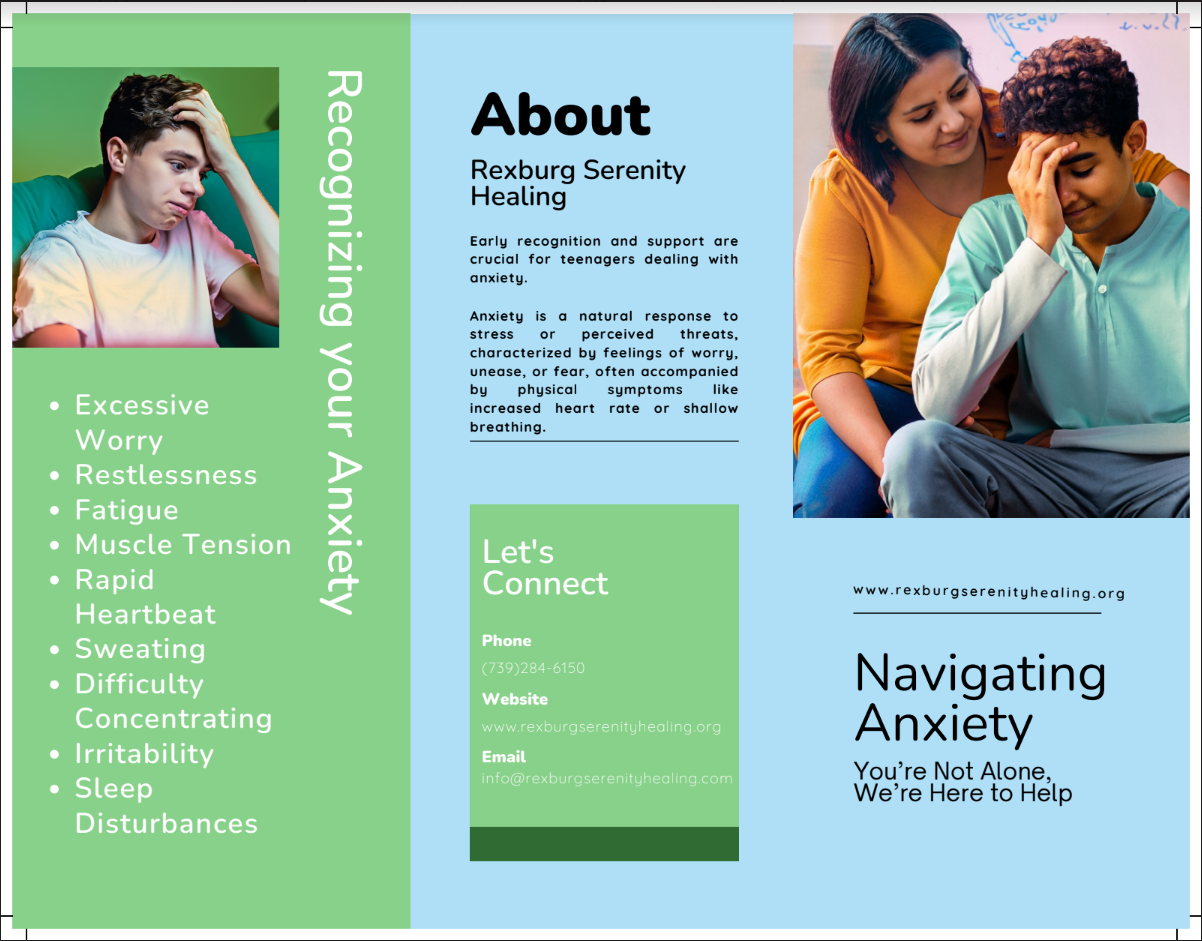 Recognizing your Anxiety
Excessive
Worry
Restlessness
Fatigue
Muscle Tension
Rapid
Heartbeat
Sweating
Difficulty
Concentrating
Irritability
Sleep
Disturbances
About
Rexburg Serenity
Healing
Early recognition and support are
crucial for teenagers dealing with
anxiety.
Anxiety is a natural response to
stress or perceived threats,
characterized by feelings of worry,
unease, or fear, often accompanied
by physical symptoms like
increased heart rate or shallow
breathing.
Let's
Connect
Phone
(739)284-6150
Website
www.rexburgserenityhealing.org
Email
info@rexburgserenityhealing.com
www.rexburgserenityhealing.org
Navigating
Anxiety
You're Not Alone,
We're Here to Help